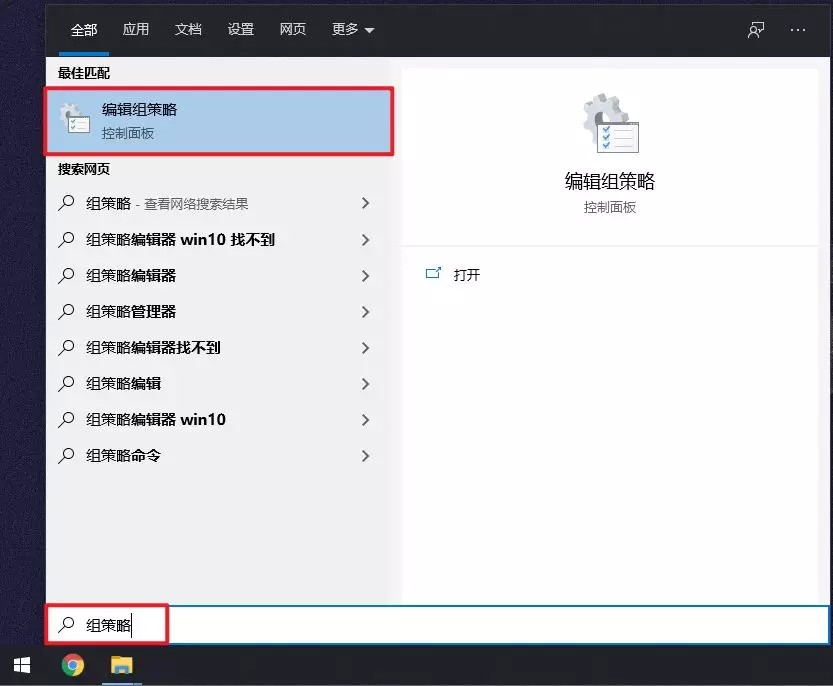 全部 应用 文档 设置 网页 更多
最佳匹配
编辑组策略
控制面板
搜索网页
组策略 - 查看网络搜索结果
组策略编辑器 win10 找不到
组策略编辑器
组策略管理器
组策略编辑器找不到
组策略编辑
组策略编辑器 win10
组策略命令
编辑组策略
控制面板
打开
组策略